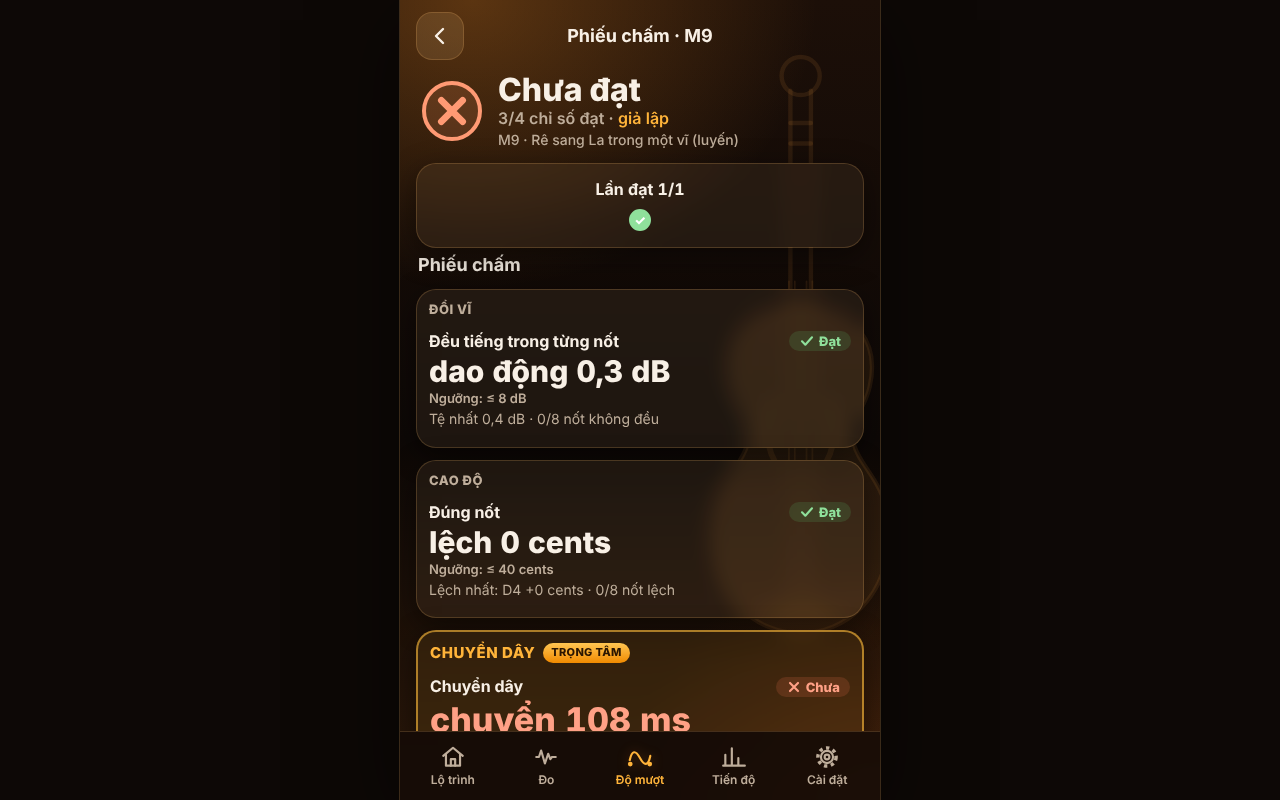 Phiếu chấm · M9
Chưa đạt
3/4 chỉ số đạt · giả lập
M9 · Rê sang La trong một vĩ (luyến)
Lần đạt 1/1
Phiếu chấm
ĐỔI VĨ
Đều tiếng trong từng nốt
Đạt
dao động 0,3 dB
Ngưỡng: ≤ 8 dB
Tệ nhất 0,4 dB · 0/8 nốt không đều
CAO ĐỘ
Đúng nốt
Đạt
lệch 0 cents
Ngưỡng: ≤ 40 cents
Lệch nhất: D4 +0 cents · 0/8 nốt lệch
CHUYỂN DÂY TRỌNG TÂM
Chuyển dây
Chưa
chuyển 108 ms
Lộ trình
Đo
Độ mượt
Tiến độ
Cài đặt